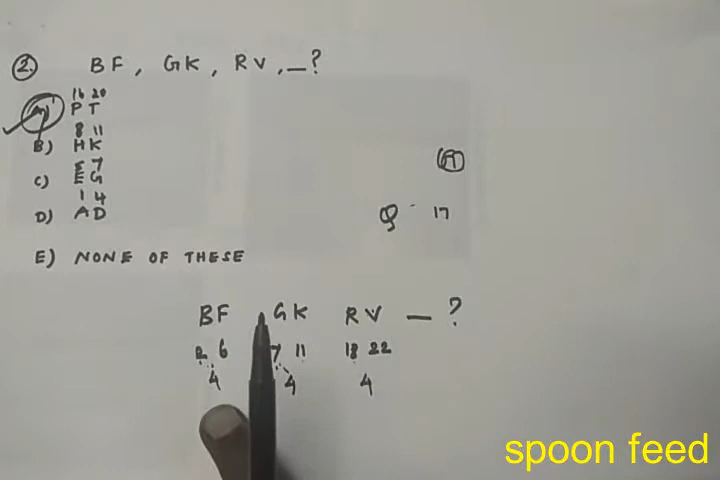 2. BF, GK, RV, _?
16 20
A) PT
8 11
B) HK
5 7
C) EG
1 4
D) AD
A
Q - 17
E) NONE OF THESE
BF GK RV _ ?
2 6 7 11 18 22
4 4 4
spoon feed